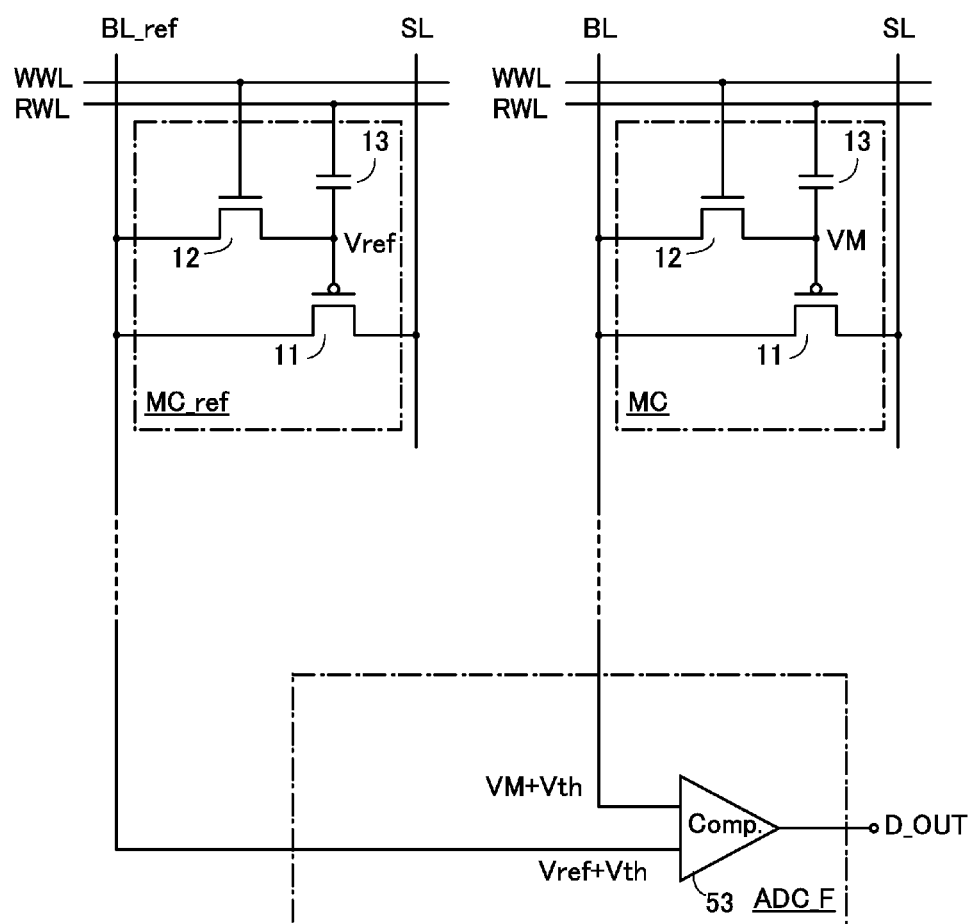 BL_ref SL BL SL
WWL WWL
RWL RWL
13 13
12 Vref 12 VM
11 11
MC_ref MC
VM+Vth
Comp. D_OUT
Vref+Vth
53 ADC_F